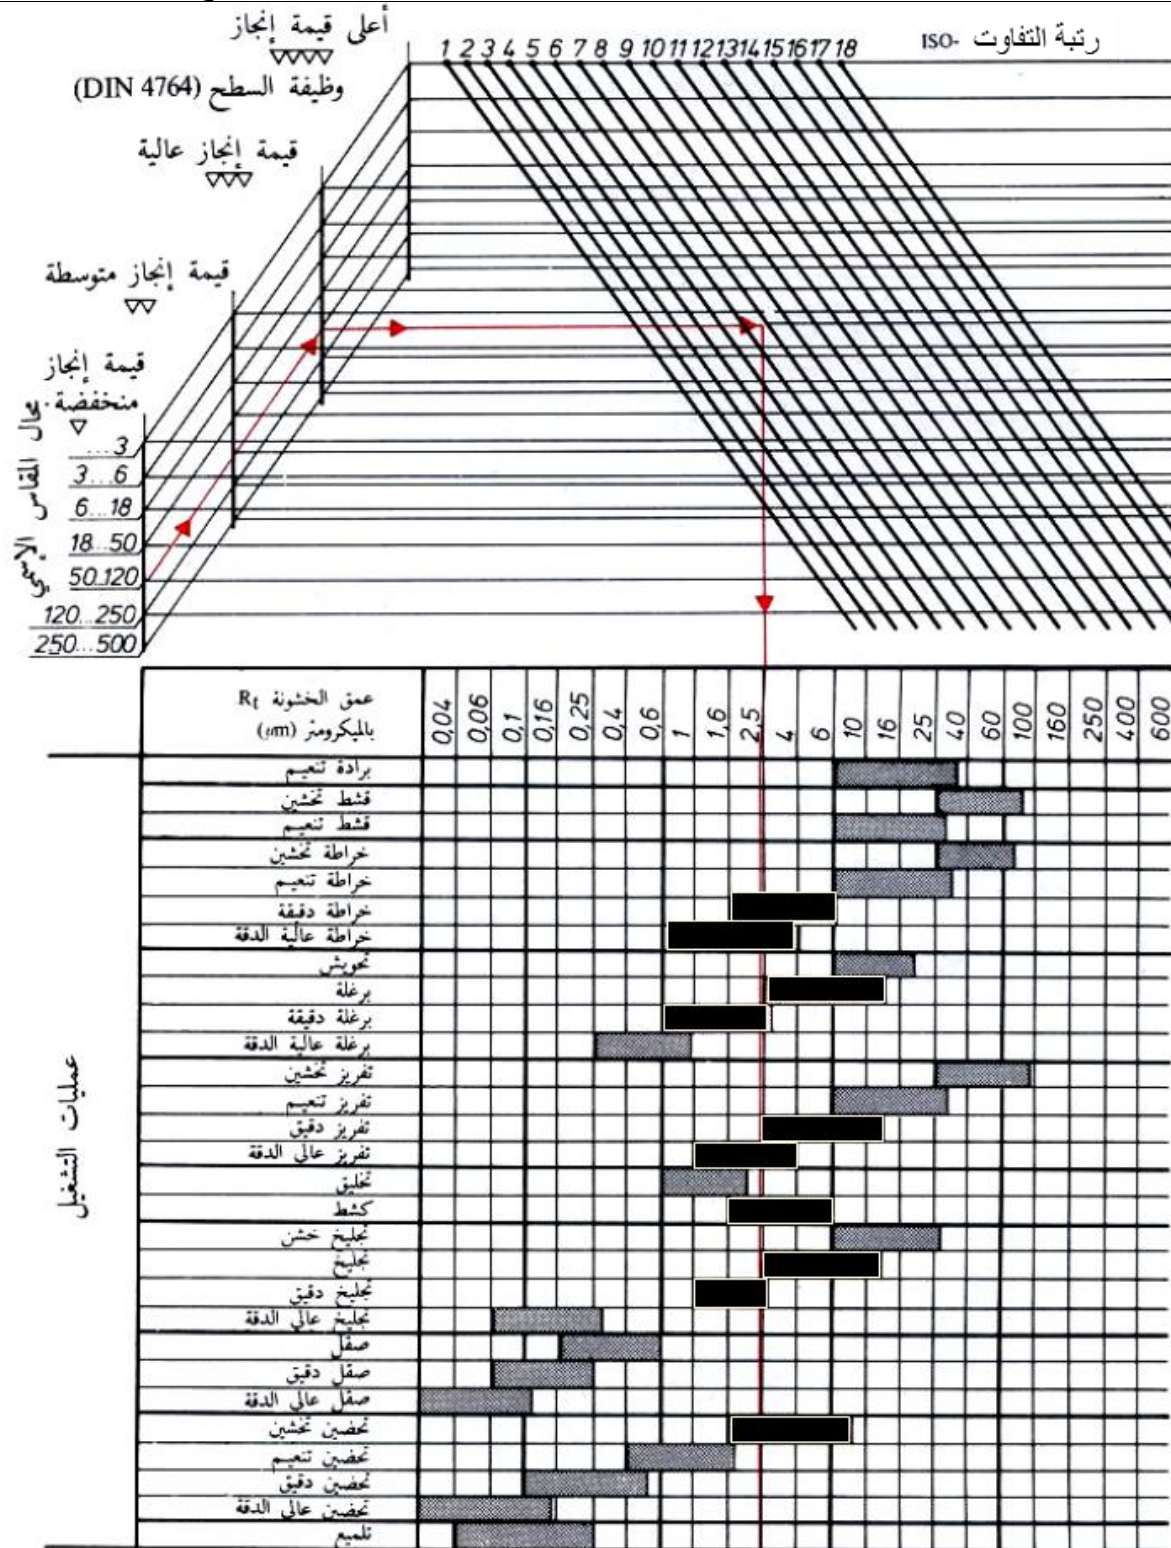 أعلى قيمة إنجاز
وظيفة السطح (DIN 4764)
1 2 3 4 5 6 7 8 9 10 11 12 13 14 15 16 17 18
رتبة التفاوت -ISO
قيمة إنجاز عالية
قيمة إنجاز متوسطة
قيمة إنجاز
منخفضة
مجال المقاس الإسمي
...3
3...6
6...18
18...50
50..120
120...250
250...500
عمق الخشونة Rt
بالميكرومتر (μm)
0,04 0,06 0,1 0,16 0,25 0,4 0,6 1 1,6 2,5 4 6 10 16 25 40 60 100 160 250 400 600
عمليات التشغيل
برادة تنعيم
قشط تخشين
قشط تنعيم
خراطة تخشين
خراطة تنعيم
خراطة دقيقة
خراطة عالية الدقة
تخويش
برغلة
برغلة دقيقة
برغلة عالية الدقة
تفريز تخشين
تفريز تنعيم
تفريز دقيق
تفريز عالي الدقة
تخليق
كشط
تجليخ خشن
تجليخ
تجليخ دقيق
تجليخ عالي الدقة
صقل
صقل دقيق
صقل عالي الدقة
تحضين تخشين
تحضين تنعيم
تحضين دقيق
تحضين عالي الدقة
تلميع